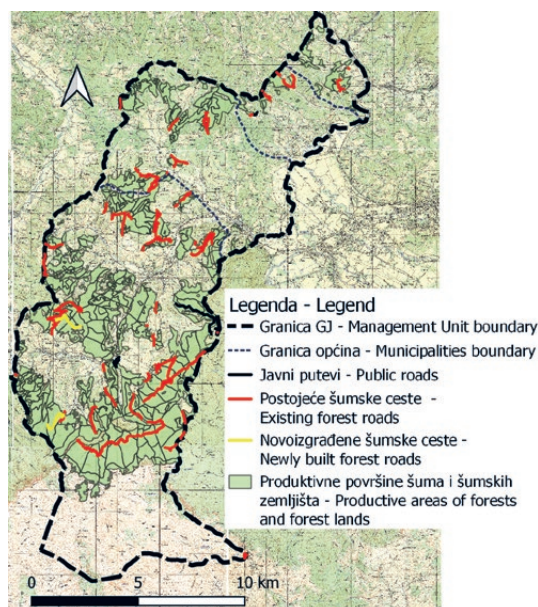 Legenda - Legend
Granica GJ - Management Unit boundary
Granica općina - Municipalities boundary
Javni putevi - Public roads
Postojeće šumske ceste -
Existing forest roads
Novoizgrađene šumske ceste -
Newly built forest roads
Produktivne površine šuma i šumskih
zemljišta - Productive areas of forests
and forest lands
0 5 10 km